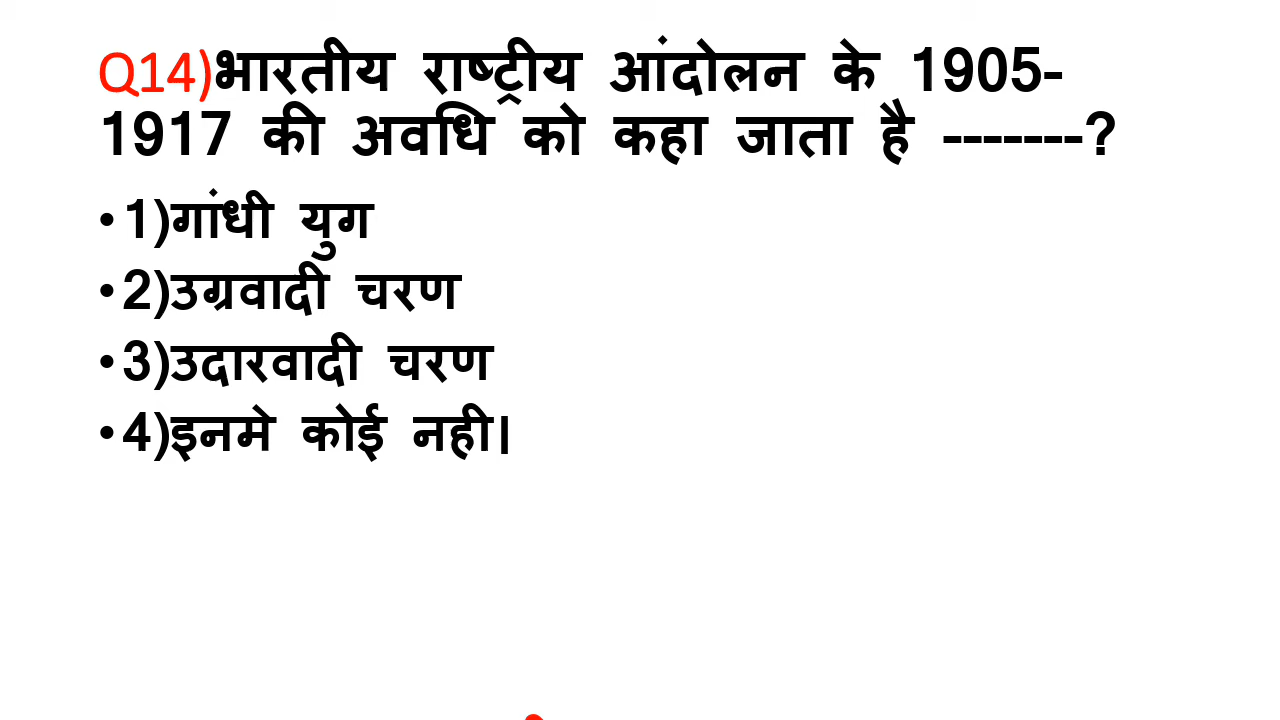 Q14)भारतीय राष्ट्रीय आंदोलन के 1905-
1917 की अवधि को कहा जाता है -------?
•1)गांधी युग
•2)उग्रवादी चरण
•3)उदारवादी चरण
•4)इनमे कोई नही।